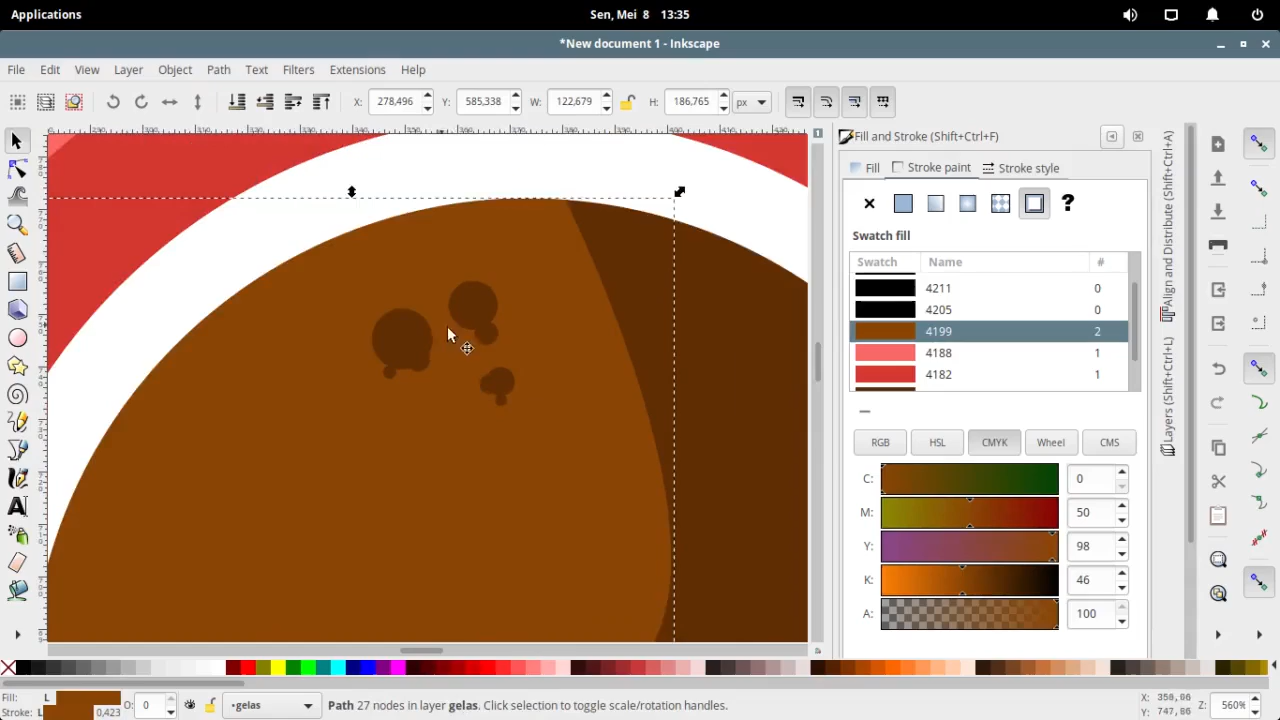 Applications
Sen, Mei 8 13:35
*New document 1 - Inkscape
File Edit View Layer Object Path Text Filters Extensions Help
X: 278,496 Y: 585,338 W: 122,679 H: 186,765 px
Fill and Stroke (Shift+Ctrl+F)
Fill Stroke paint Stroke style
?
Swatch fill
Swatch Name #
4211 0
4205 0
4199 2
4188 1
4182 1
RGB HSL CMYK Wheel CMS
C: 0
M: 50
Y: 98
K: 46
A: 100
Align and Distribute (Shift+Ctrl+A)
Layers (Shift+Ctrl+L)
Fill: L O: 0 •gelas Path 27 nodes in layer gelas. Click selection to toggle scale/rotation handles. X: 350,06 Z: 560%
Stroke: L 0,423 Y: 747,86